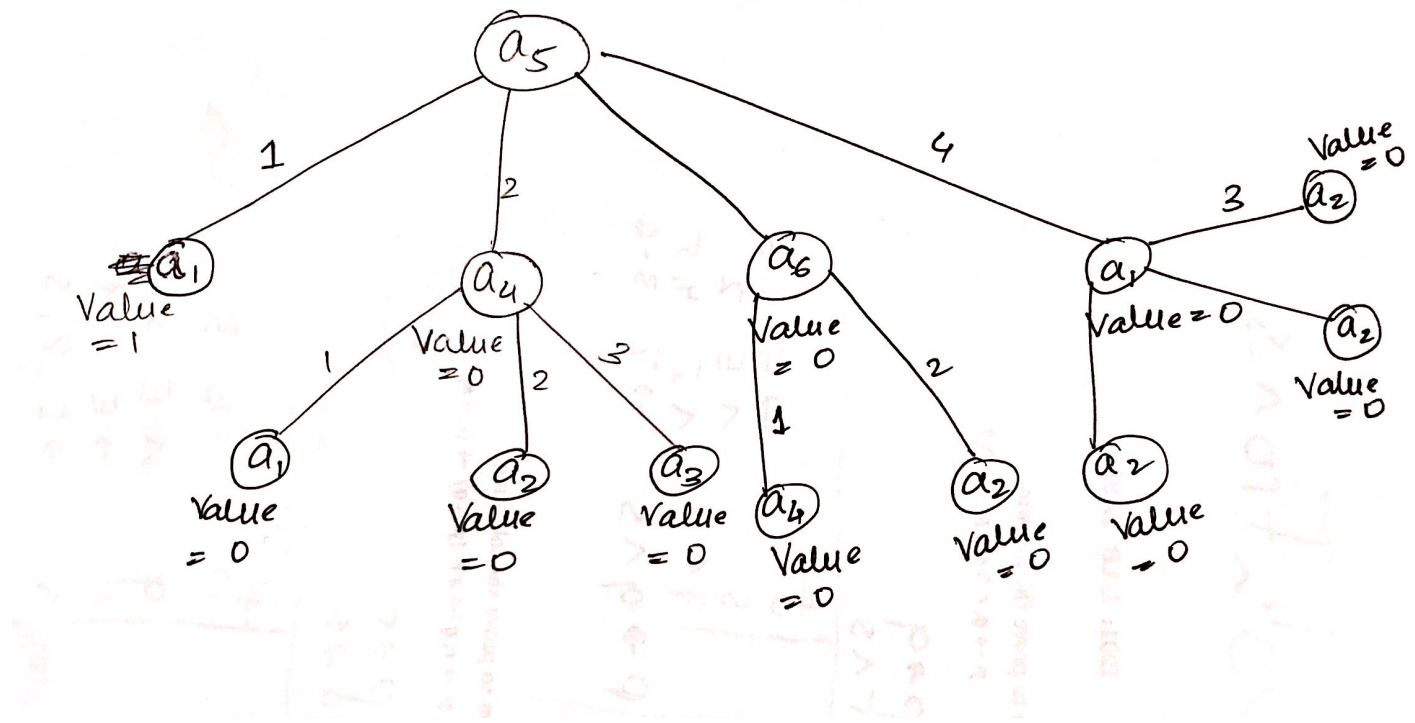 a5
1
2
4
3
a2
Value
= 0
a1
Value
= 1
a4
Value
= 0
a6
Value
= 0
a1
Value = 0
a2
Value
= 0
1
2
3
1
2
a1
Value
= 0
a2
Value
= 0
a3
Value
= 0
a4
Value
= 0
a2
Value
= 0
a2
Value
= 0